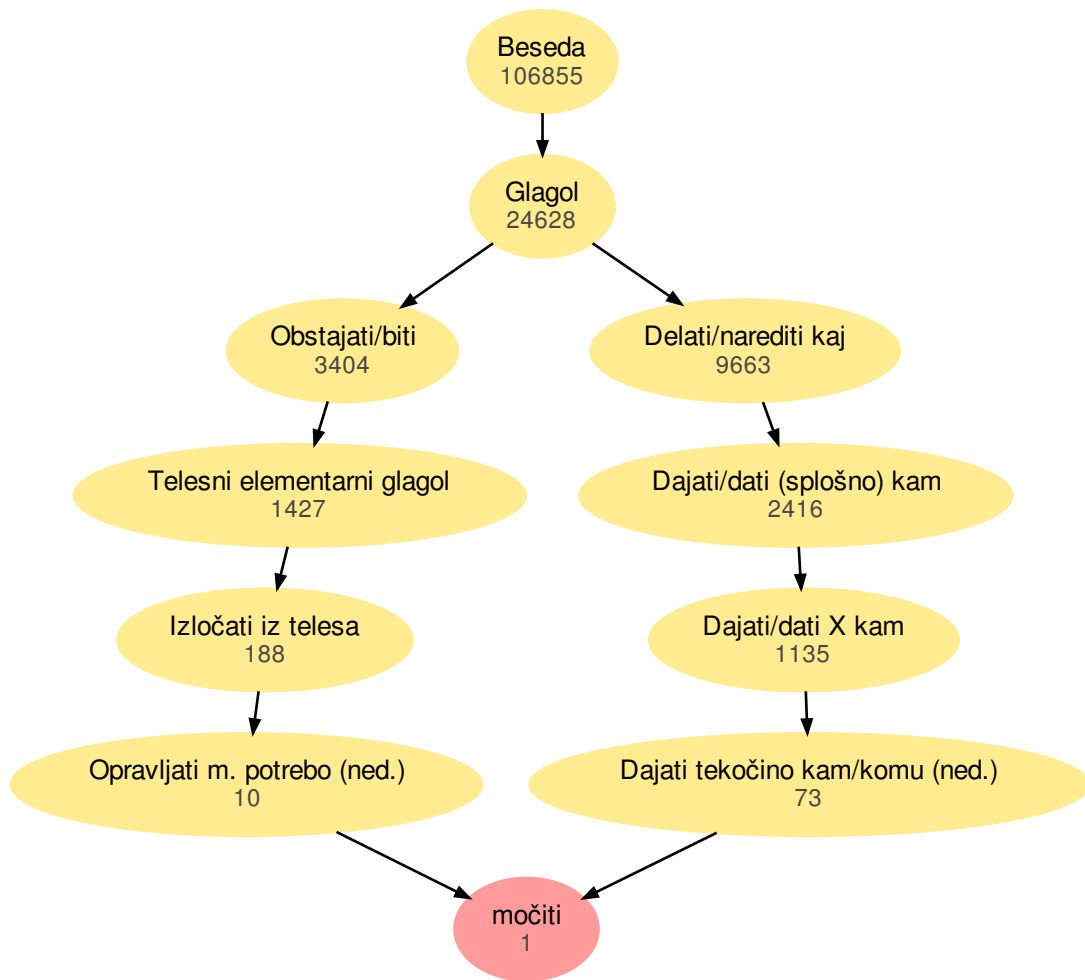 Beseda
106855
Glagol
24628
Obstajati/biti
3404
Delati/narediti kaj
9663
Telesni elementarni glagol
1427
Dajati/dati (splošno) kam
2416
Izločati iz telesa
188
Dajati/dati X kam
1135
Opravljati m. potrebo (ned.)
10
Dajati tekočino kam/komu (ned.)
73
močiti
1